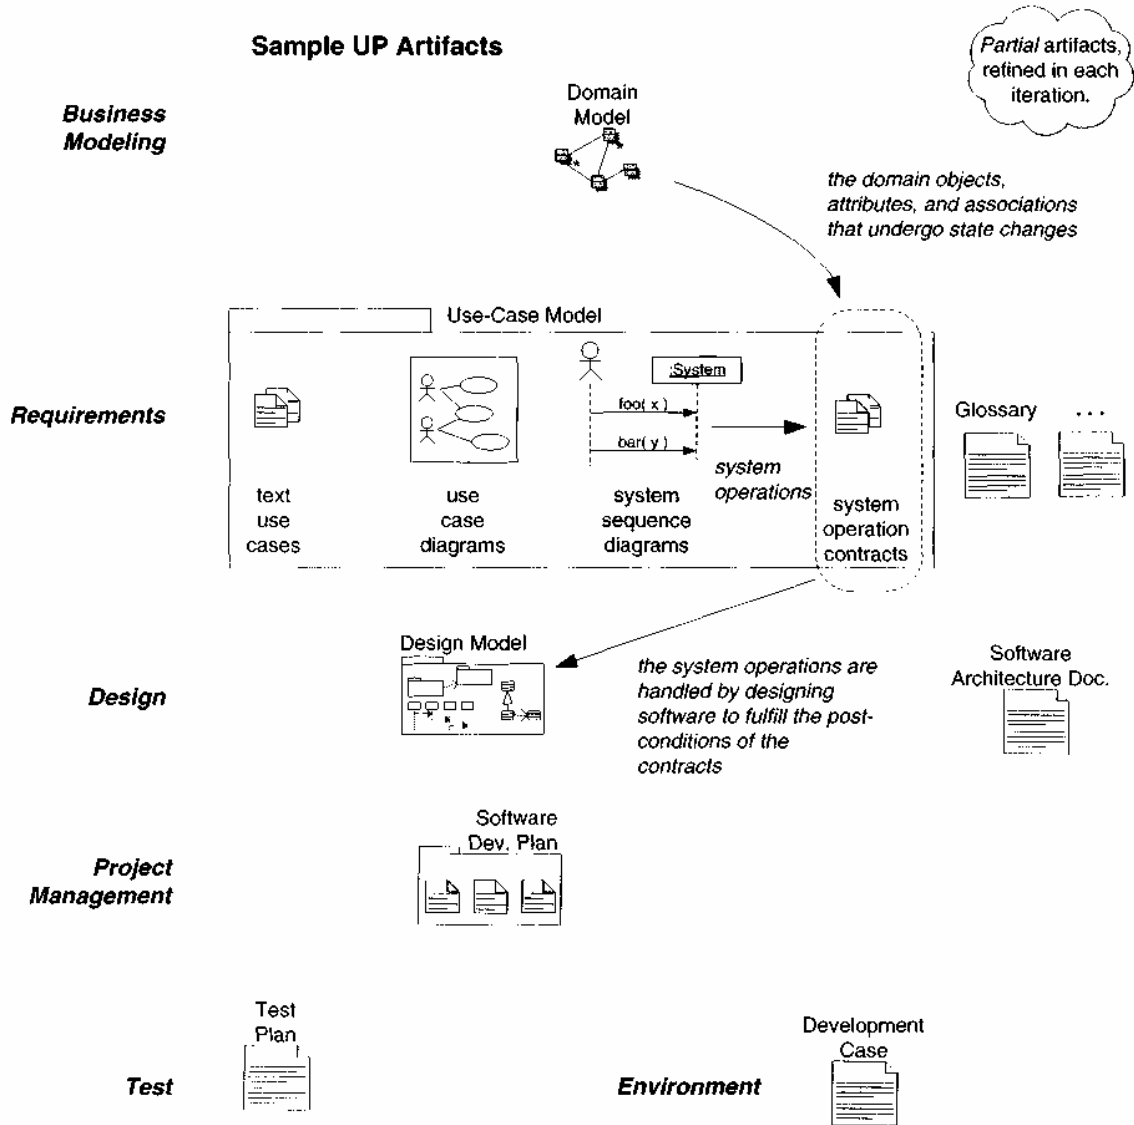 Sample UP Artifacts
Partial artifacts,
refined in each
iteration.
Business
Modeling
Domain
Model
the domain objects,
attributes, and associations
that undergo state changes
Use-Case Model
Requirements
:System
foo( x )
bar( y )
system
operations
text
use
cases
use
case
diagrams
system
sequence
diagrams
system
operation
contracts
Glossary
. . .
Design
Design Model
the system operations are
handled by designing
software to fulfill the post-
conditions of the
contracts
Software
Architecture Doc.
Project
Management
Software
Dev. Plan
Test
Test
Plan
Environment
Development
Case